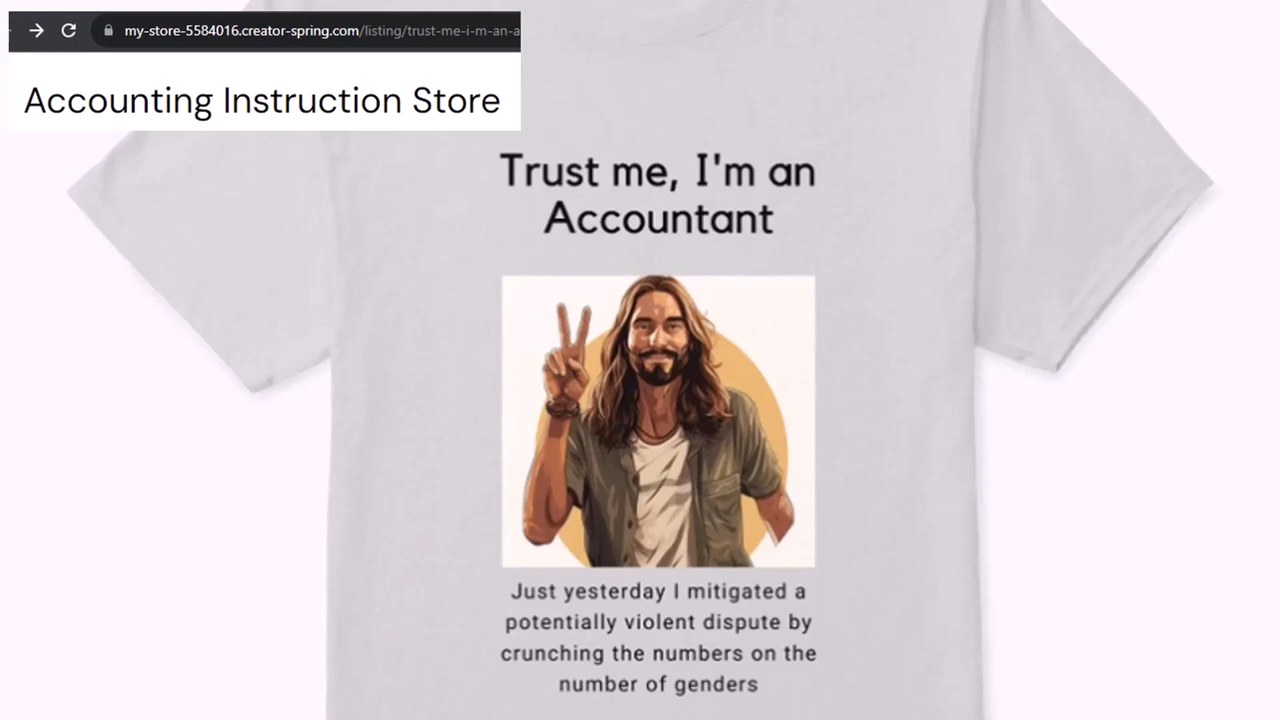 my-store-5584016.creator-spring.com/listing/trust-me-i-m-an-a
Accounting Instruction Store
Trust me, I'm an
Accountant
Just yesterday I mitigated a
potentially violent dispute by
crunching the numbers on the
number of genders